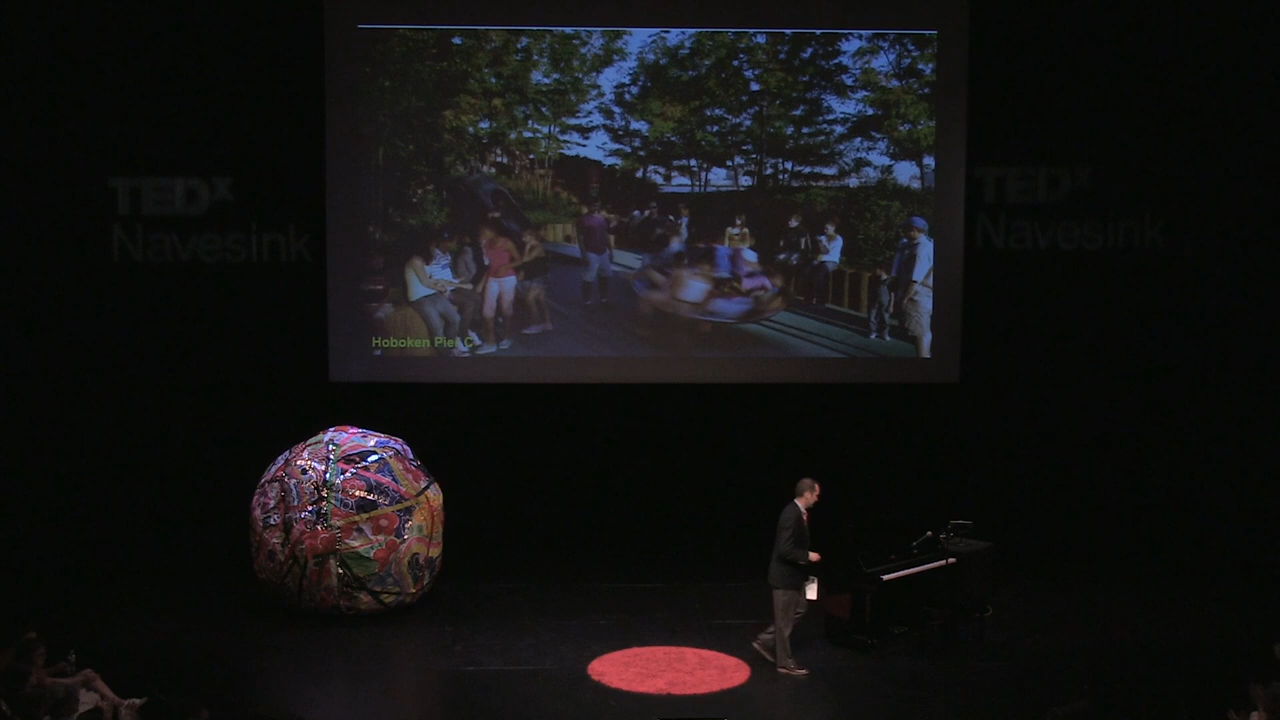 TEDx
Navesink
TEDx
Navesink
Hoboken Pier C